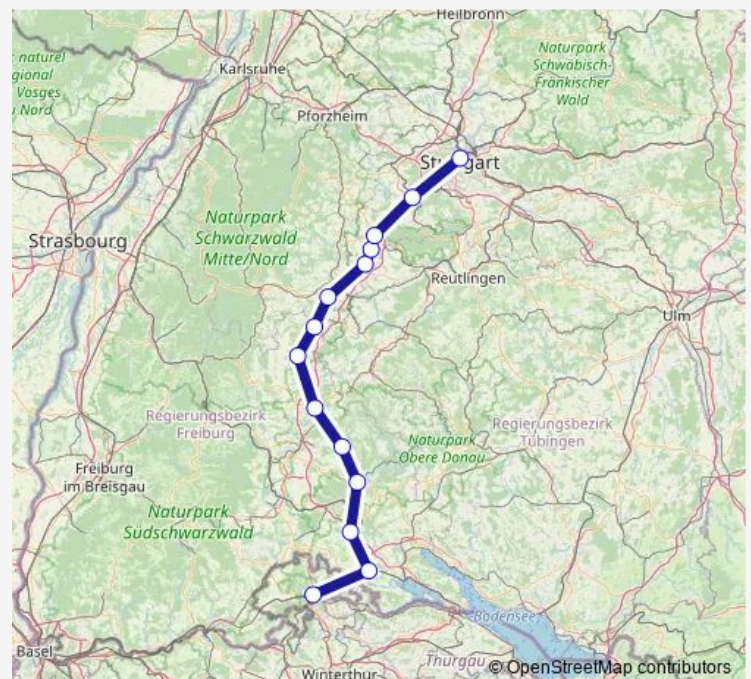 Heilbronn
c naturel
gional
Vosges
u Nord
Karlsruhe
Naturpark
Schwäbisch-
Fränkischer
Wald
Pforzheim
Naturpark
Schwarzwald
Mitte/Nord
Strasbourg
Reutlingen
Ulm
Regierungsbezirk
Freiburg
Regierungsbezirk
Tübingen
Naturpark
Obere Donau
Freiburg
im Breisgau
Naturpark
Südschwarzwald
Bodensee
Basel
Thurgau
Winterthur
© OpenStreetMap contributors